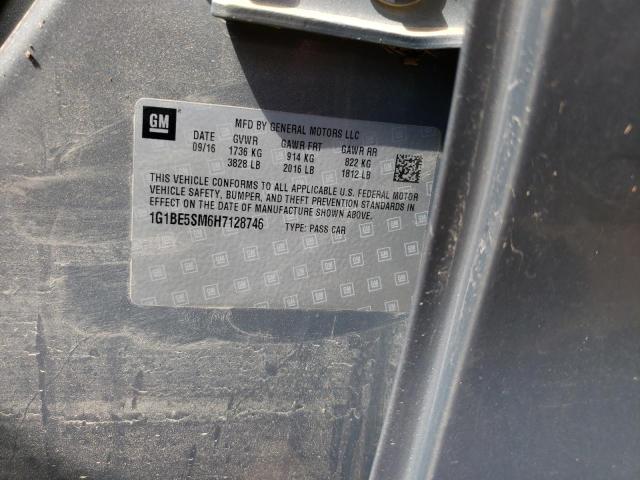 GM
MFD BY GENERAL MOTORS LLC
DATE GVWR GAWR FRT GAWR RR
09/16 1736 KG 914 KG 822 KG
3828 LB 2016 LB 1812 LB
THIS VEHICLE CONFORMS TO ALL APPLICABLE U.S. FEDERAL MOTOR
VEHICLE SAFETY, BUMPER, AND THEFT PREVENTION STANDARDS IN
EFFECT ON THE DATE OF MANUFACTURE SHOWN ABOVE.
1G1BE5SM6H7128746 TYPE: PASS CAR